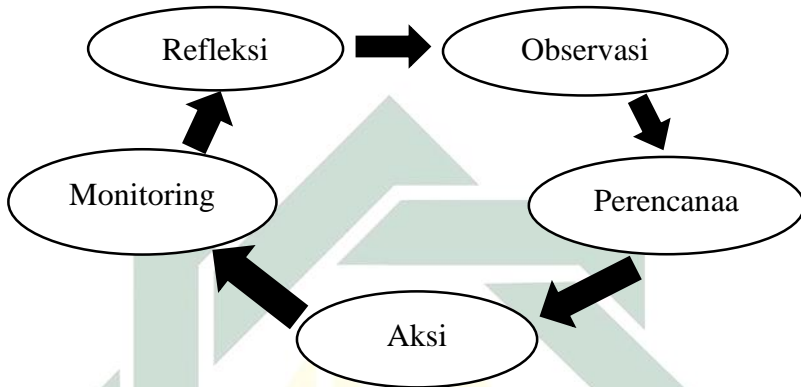 Refleksi
Observasi
Monitoring
Perencanaa
Aksi